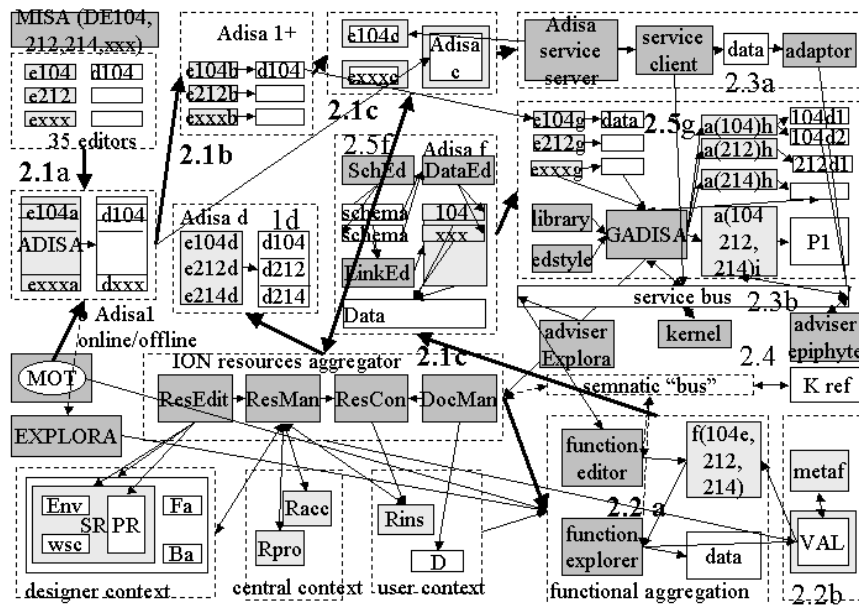 MISA (DE104,
212,214,xxx)
e104 d104
e212
exxx
35 editors
2.1a
e104a d104
ADISA
exxxa dxxx
Adisa1
online/offline
MOT
EXPLORA
Adisa 1+
e104b d104
e212b
exxxb
2.1b
Adisa d 1d
e104d d104
e212d d212
e214d d214
e104c
exxxc
Adisa
c
2.1c
2.5f Adisa f
SchEd DataEd
schema 104
schema xxx
LinkEd
Data
Adisa
service
server
service
client
data
adaptor
2.3a
e104g data
e212g
exxxg
2.5g
a(104)h 104d1
104d2
a(212)h 212d1
a(214)h
library
edstyle
GADISA
a(104
212,
214)i
P1
service bus
2.3b
adviser
Explora
kernel
adviser
epiphyte
2.4
ION resources aggregator
2.1c
ResEdit ResMan ResCon DocMan
semnatic “bus”
K ref
function
editor
f(104e,
212,
214)
metaf
2.2 a
function
explorer
data
VAL
functional aggregation
2.2b
Env
wsc
SR PR
Fa
Ba
designer context
Racc
Rpro
central context
Rins
D
user context